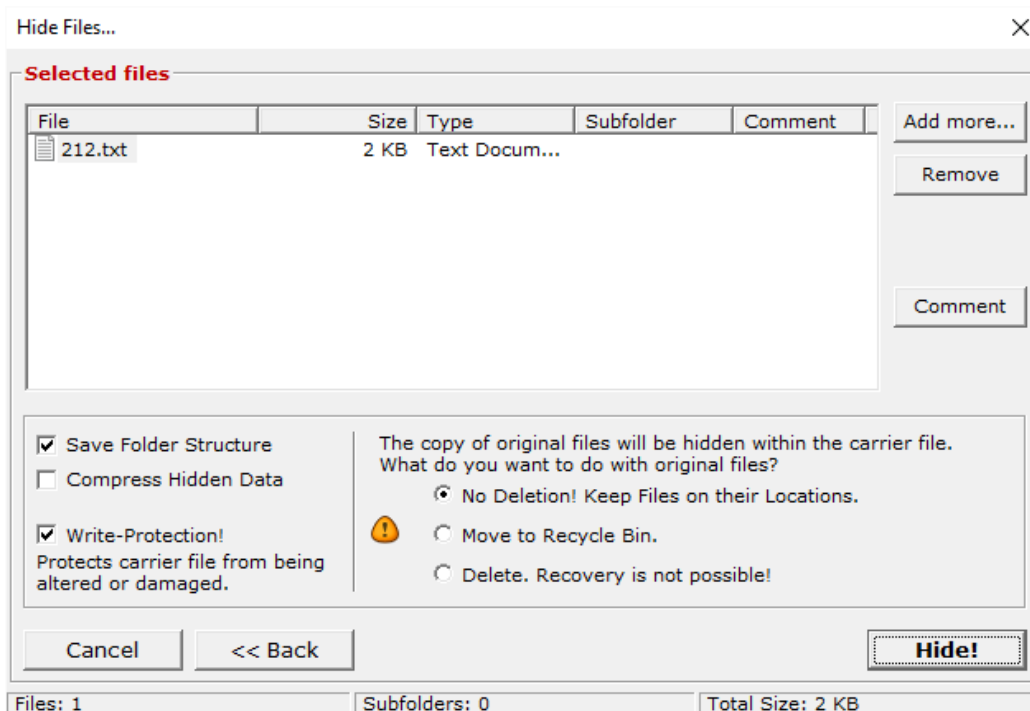 Hide Files...
Selected files
File Size Type Subfolder Comment
212.txt 2 KB Text Docum...
Add more...
Remove
Comment
Save Folder Structure
Compress Hidden Data
Write-Protection!
Protects carrier file from being
altered or damaged.
The copy of original files will be hidden within the carrier file.
What do you want to do with original files?
No Deletion! Keep Files on their Locations.
Move to Recycle Bin.
Delete. Recovery is not possible!
Cancel << Back Hide!
Files: 1 Subfolders: 0 Total Size: 2 KB